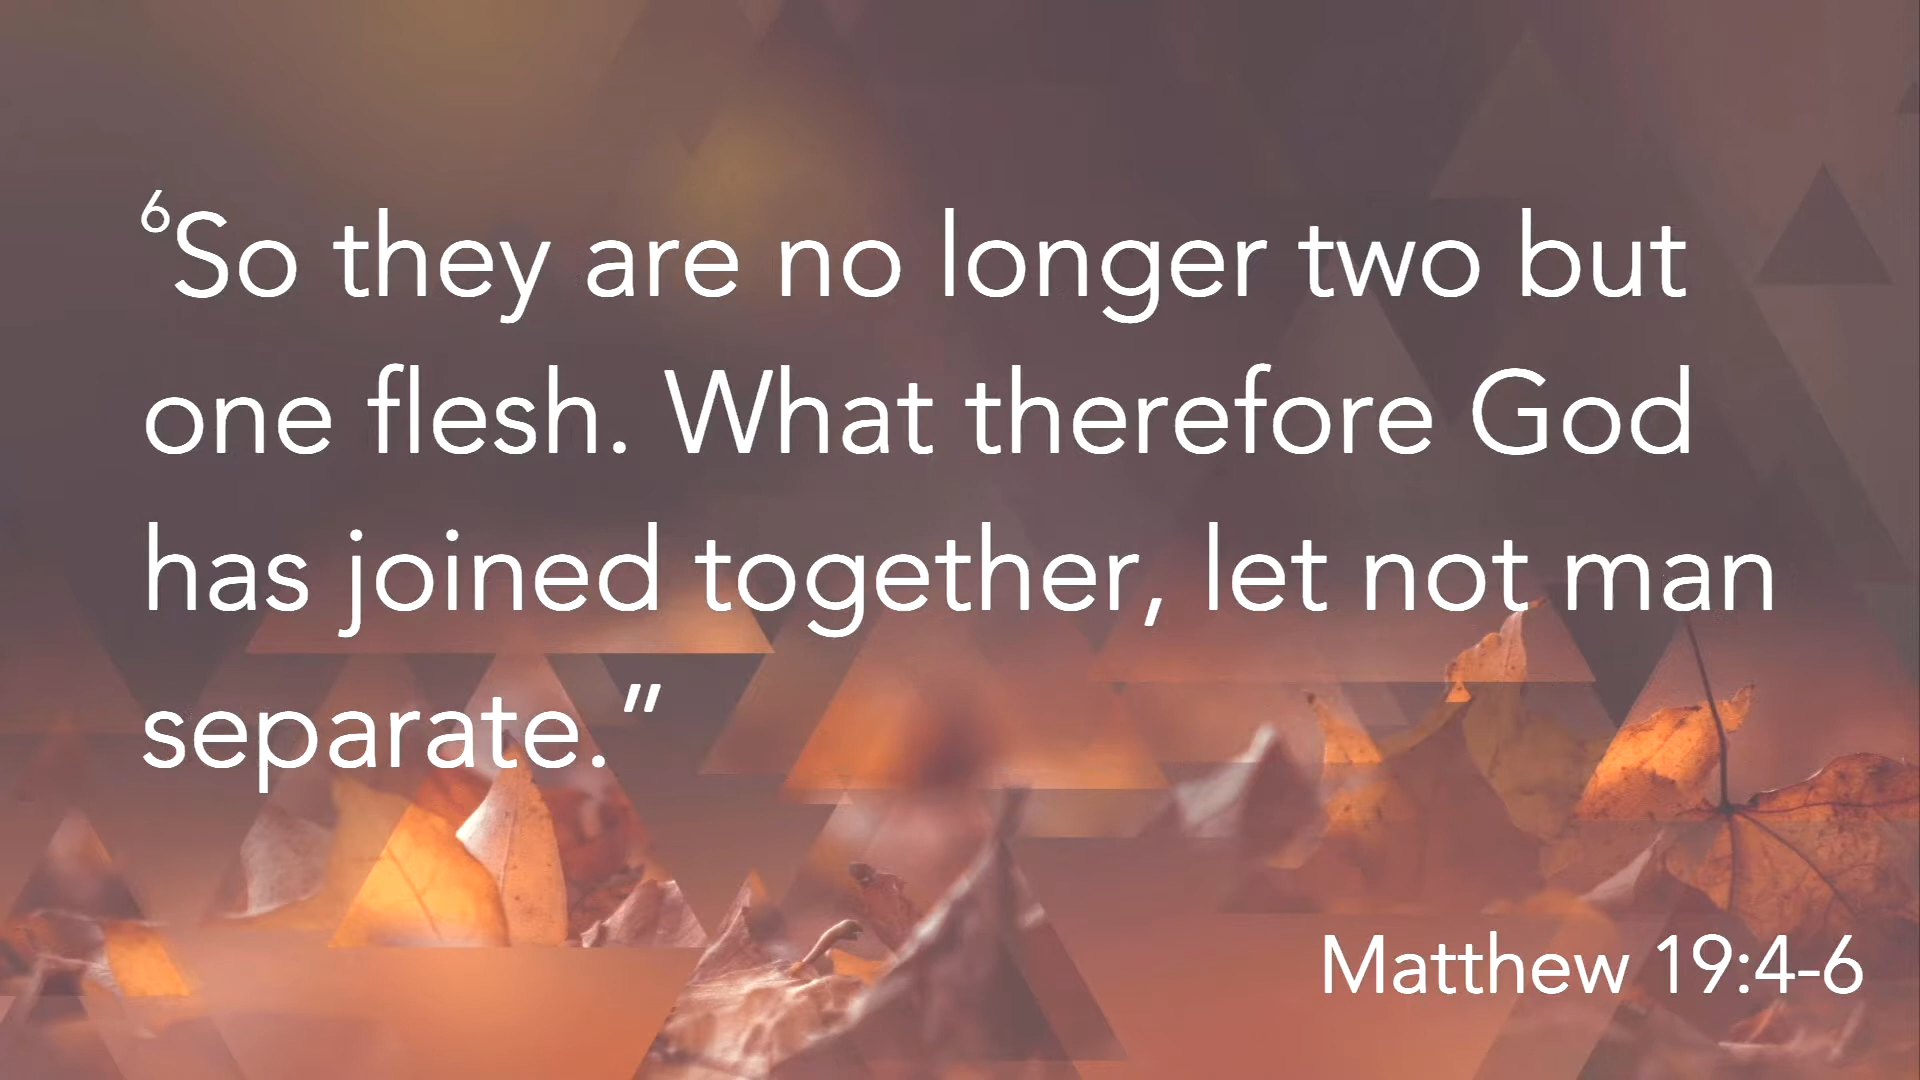 ⁶So they are no longer two but
one flesh. What therefore God
has joined together, let not man
separate.”
Matthew 19:4-6